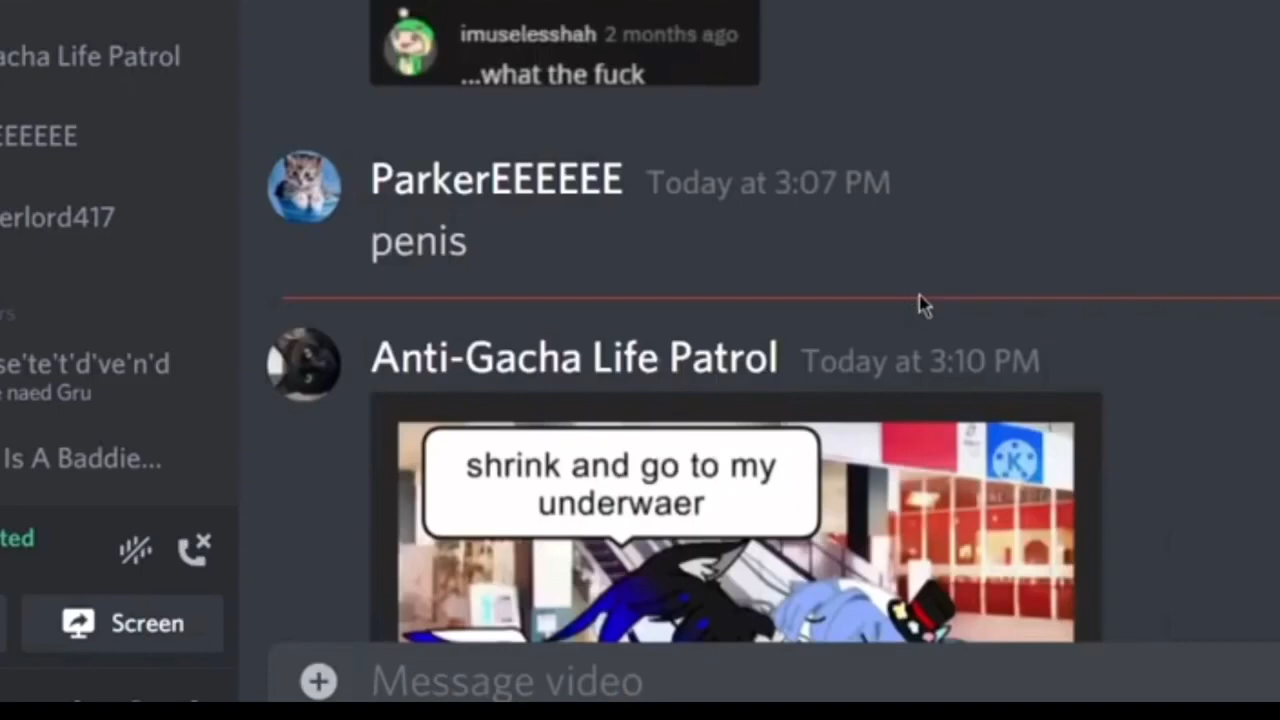 acha Life Patrol
imuselesshah 2 months ago
...what the fuck
EEEEEE
ParkerEEEEEE Today at 3:07 PM
penis
erlord417
rs
se'te't'd've'n'd
naed Gru
Anti-Gacha Life Patrol Today at 3:10 PM
shrink and go to my
underwaer
K
Is A Baddie...
ted
Screen
Message video